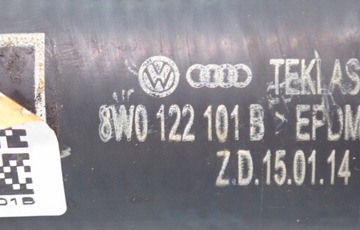 TEKLAS
8W0 122 101 B - EPDM
Z.D.15.01.14
01B